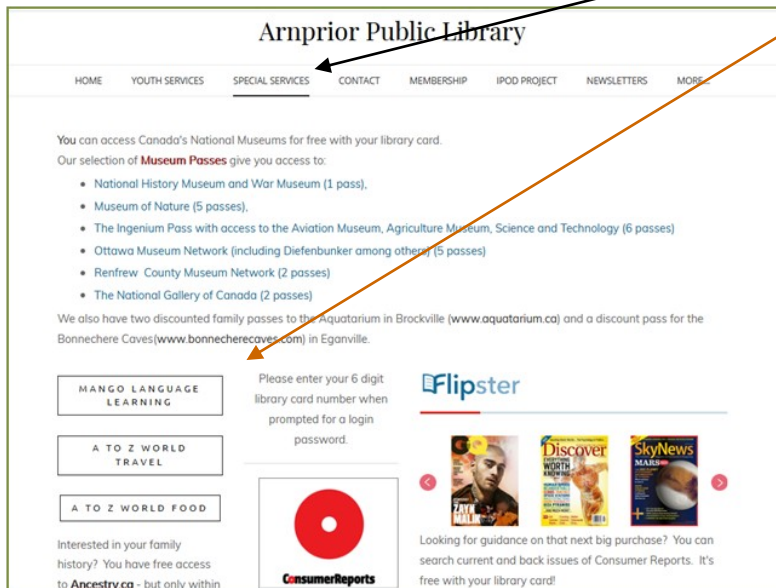 Arnprior Public Library
HOME YOUTH SERVICES SPECIAL SERVICES CONTACT MEMBERSHIP IPOD PROJECT NEWSLETTERS MORE...
You can access Canada's National Museums for free with your library card.
Our selection of Museum Passes give you access to:
• National History Museum and War Museum (1 pass),
• Museum of Nature (5 passes),
• The Ingenium Pass with access to the Aviation Museum, Agriculture Museum, Science and Technology (6 passes)
• Ottawa Museum Network (including Diefenbunker among others) (5 passes)
• Renfrew County Museum Network (2 passes)
• The National Gallery of Canada (2 passes)
We also have two discounted family passes to the Aquatarium in Brockville (www.aquatarium.ca) and a discount pass for the
Bonnechere Caves(www.bonnecherecaves.com) in Eganville.
MANGO LANGUAGE
LEARNING
A TO Z WORLD
TRAVEL
A TO Z WORLD FOOD
Interested in your family
history? You have free access
to Ancestry.ca - but only within
Please enter your 6 digit
library card number when
prompted for a login
password.
ConsumerReports
Flipster
GQ
ZAYN
MALIK
Discover
EVERYTHING
WORTH
KNOWING
SkyNews
MARS
Looking for guidance on that next big purchase? You can
search current and back issues of Consumer Reports. It's
free with your library card!